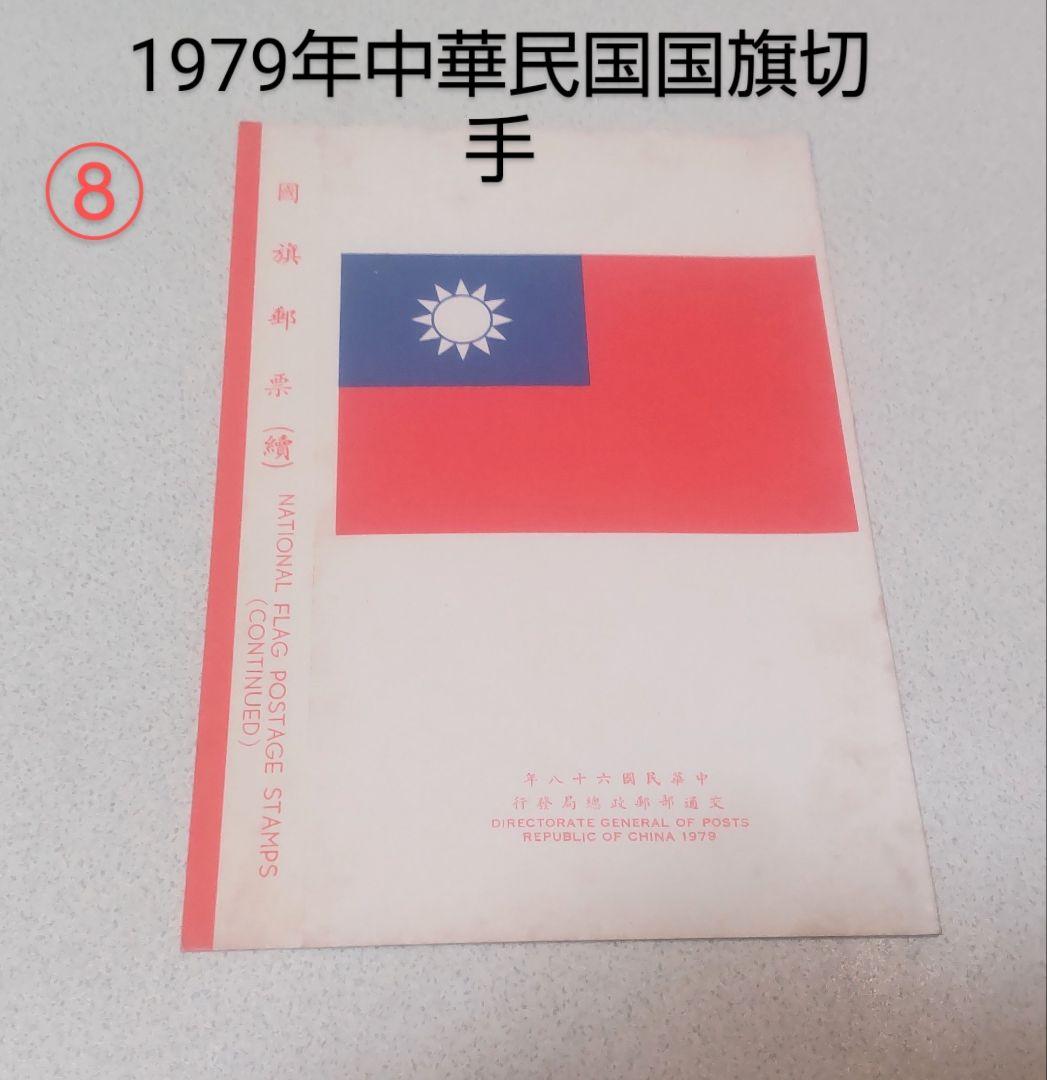 1979年中華民国国旗切
手
⑧
國旗郵票(續) NATIONAL FLAG POSTAGE STAMPS
(CONTINUED)
年八十六國民華中
行發局總政郵部通交
DIRECTORATE GENERAL OF POSTS
REPUBLIC OF CHINA 1979